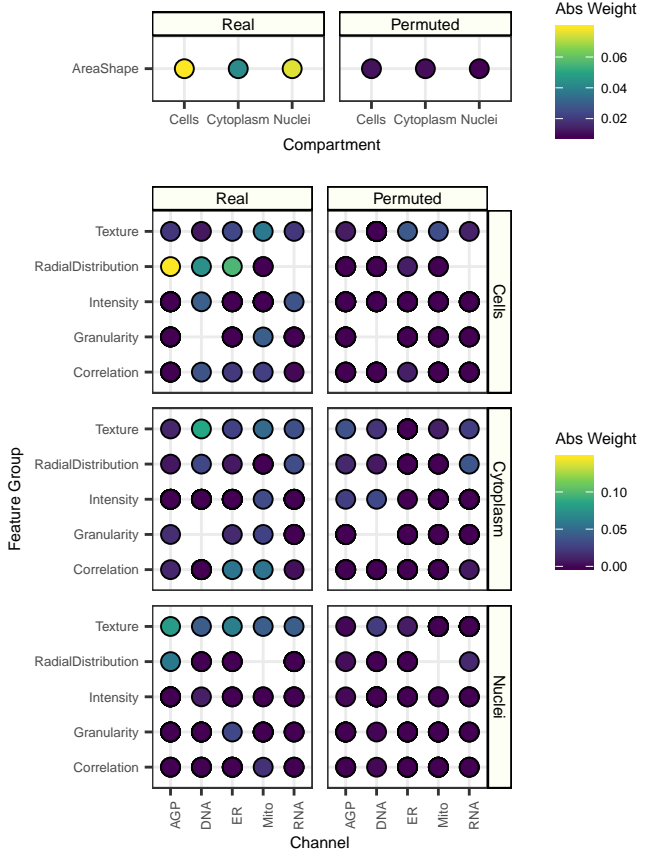 Real Permuted
AreaShape
Cells Cytoplasm Nuclei Cells Cytoplasm Nuclei
Compartment
Abs Weight
0.06
0.04
0.02
Real Permuted
Texture
RadialDistribution
Intensity
Granularity
Correlation
Cells
Texture
RadialDistribution
Intensity
Granularity
Correlation
Cytoplasm
Texture
RadialDistribution
Intensity
Granularity
Correlation
Nuclei
Feature Group
AGP DNA ER Mito RNA AGP DNA ER Mito RNA
Channel
Abs Weight
0.10
0.05
0.00